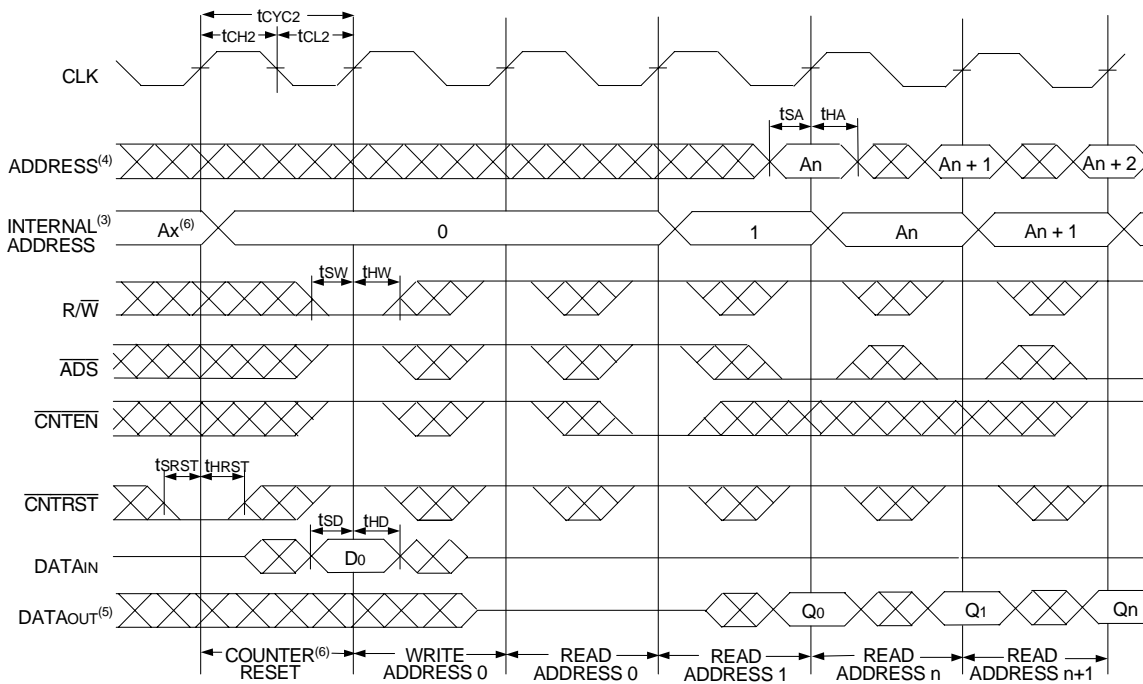 tCYC2
tCH2 tCL2
CLK
tSA tHA
ADDRESS(4) An An + 1 An + 2
INTERNAL(3) ADDRESS Ax(6) 0 1 An An + 1
tSW tHW
R/W
ADS
CNTEN
tSRST tHRST
CNTRST
tSD tHD
DATAIN D0
DATAOUT(5) Q0 Q1 Qn
COUNTER(6) WRITE READ READ READ READ
RESET ADDRESS 0 ADDRESS 0 ADDRESS 1 ADDRESS n ADDRESS n+1